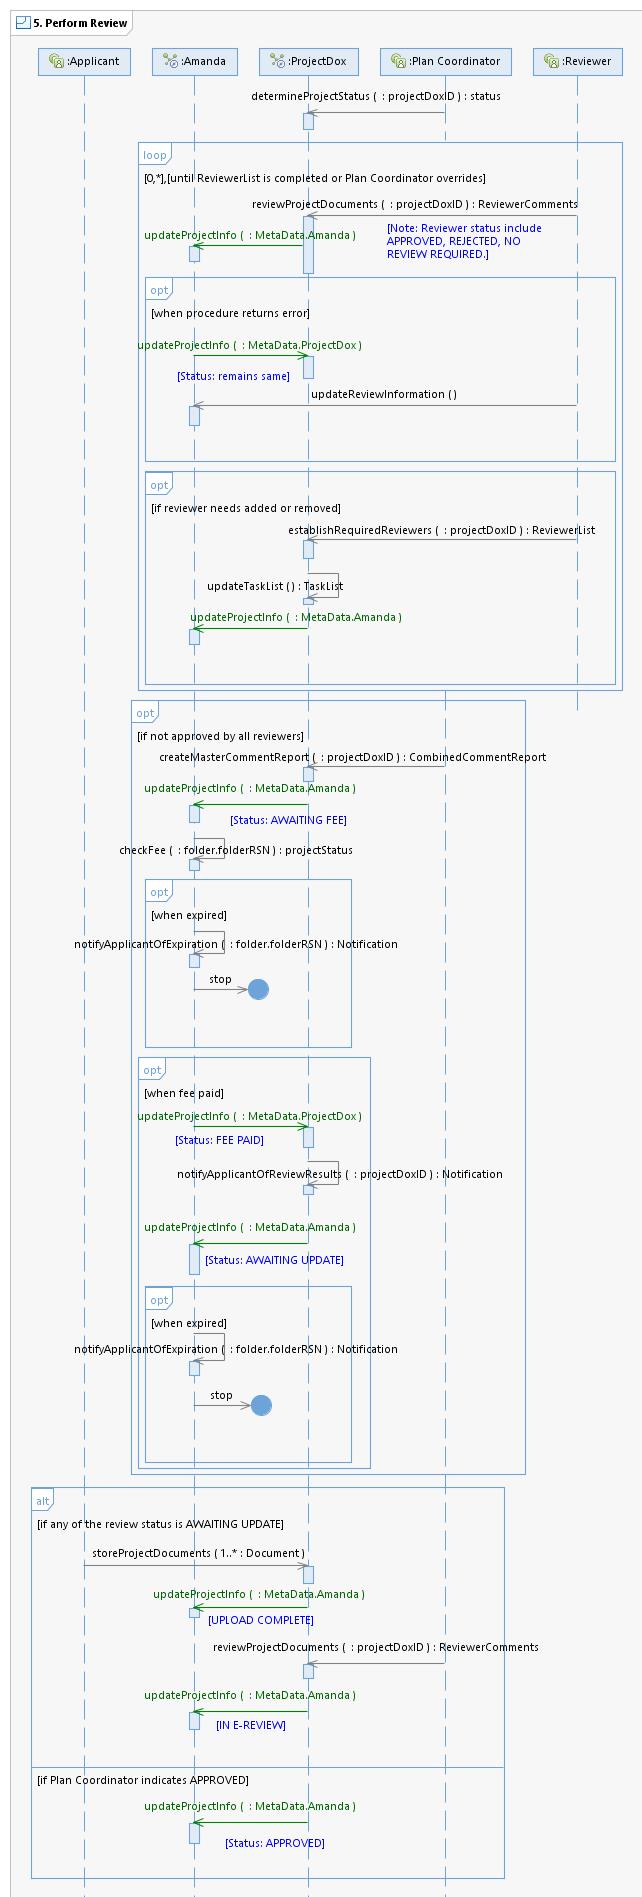 5. Perform Review
:Applicant
:Amanda
:ProjectDox
:Plan Coordinator
:Reviewer
determineProjectStatus ( : projectDoxID ) : status
loop
[0,*],[until ReviewerList is completed or Plan Coordinator overrides]
reviewProjectDocuments ( : projectDoxID ) : ReviewerComments
updateProjectInfo ( : MetaData.Amanda )
[Note: Reviewer status include
APPROVED, REJECTED, NO
REVIEW REQUIRED.]
opt
[when procedure returns error]
updateProjectInfo ( : MetaData.ProjectDox )
[Status: remains same]
updateReviewInformation ( )
opt
[if reviewer needs added or removed]
establishRequiredReviewers ( : projectDoxID ) : ReviewerList
updateTaskList ( ) : TaskList
updateProjectInfo ( : MetaData.Amanda )
opt
[if not approved by all reviewers]
createMasterCommentReport ( : projectDoxID ) : CombinedCommentReport
updateProjectInfo ( : MetaData.Amanda )
[Status: AWAITING FEE]
checkFee ( : folder.folderRSN ) : projectStatus
opt
[when expired]
notifyApplicantOfExpiration ( : folder.folderRSN ) : Notification
stop
opt
[when fee paid]
updateProjectInfo ( : MetaData.ProjectDox )
[Status: FEE PAID]
notifyApplicantOfReviewResults ( : projectDoxID ) : Notification
updateProjectInfo ( : MetaData.Amanda )
[Status: AWAITING UPDATE]
opt
[when expired]
notifyApplicantOfExpiration ( : folder.folderRSN ) : Notification
stop
alt
[if any of the review status is AWAITING UPDATE]
storeProjectDocuments ( 1..* : Document )
updateProjectInfo ( : MetaData.Amanda )
[UPLOAD COMPLETE]
reviewProjectDocuments ( : projectDoxID ) : ReviewerComments
updateProjectInfo ( : MetaData.Amanda )
[IN E-REVIEW]
[if Plan Coordinator indicates APPROVED]
updateProjectInfo ( : MetaData.Amanda )
[Status: APPROVED]